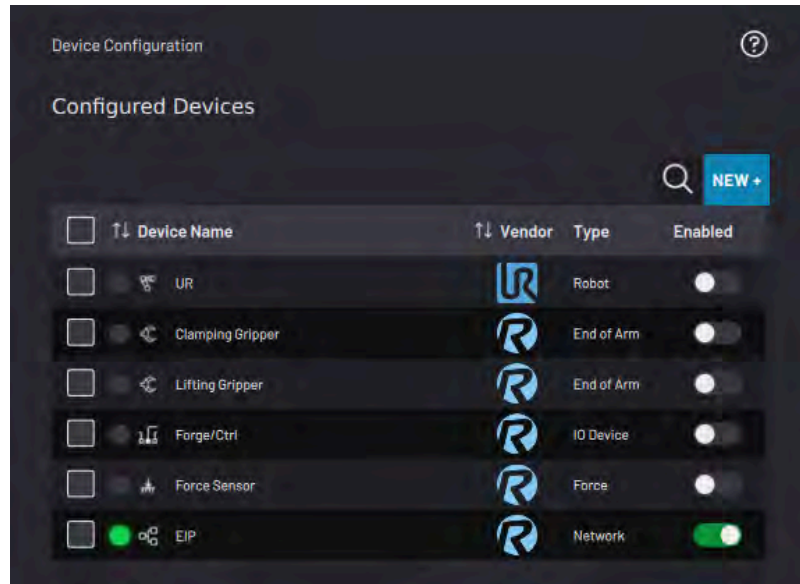 Device Configuration
?
Configured Devices
NEW +
Device Name Vendor Type Enabled
UR UR Robot
Clamping Gripper R End of Arm
Lifting Gripper R End of Arm
Forge/Ctrl R IO Device
Force Sensor R Force
EIP R Network